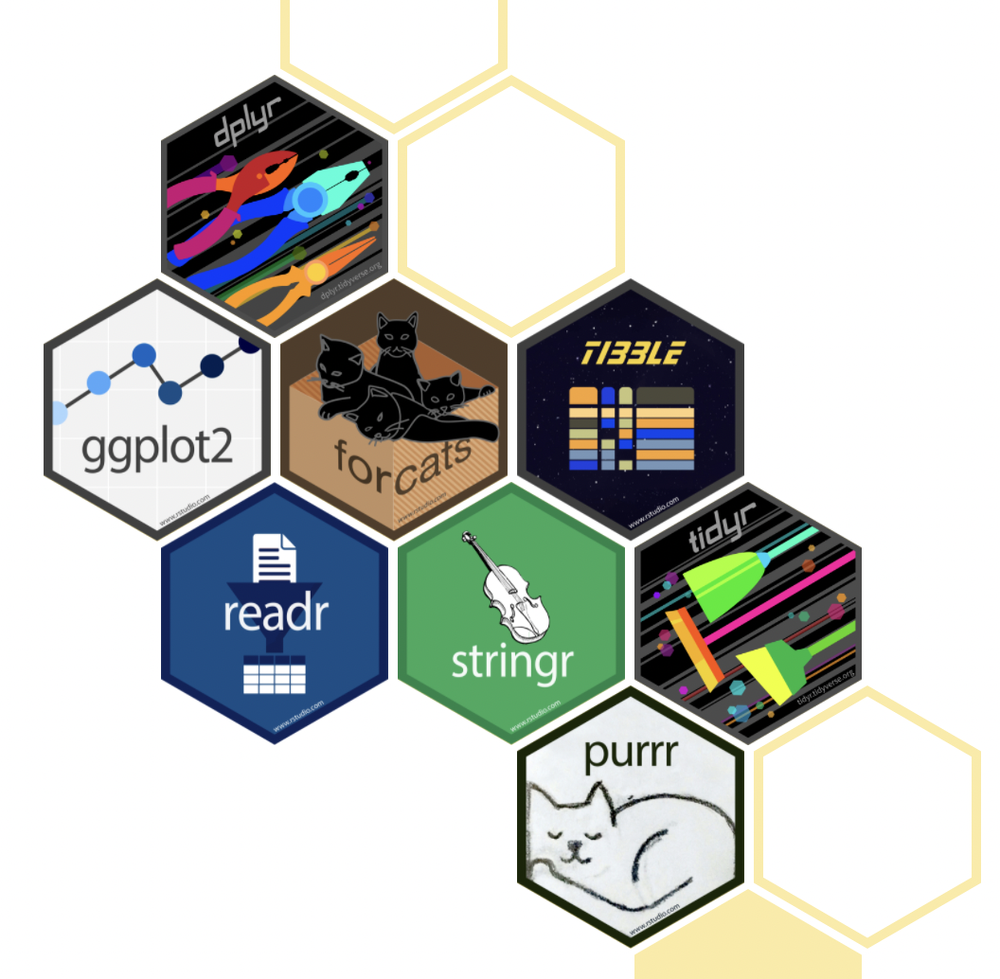 dplyr
dplyr.tidyverse.org
ggplot2
www.rstudio.com
forcats
www.rstudio.com
TIBBLE
www.rstudio.com
readr
www.rstudio.com
stringr
www.rstudio.com
tidyr
tidyr.tidyverse.org
purrr
www.rstudio.com